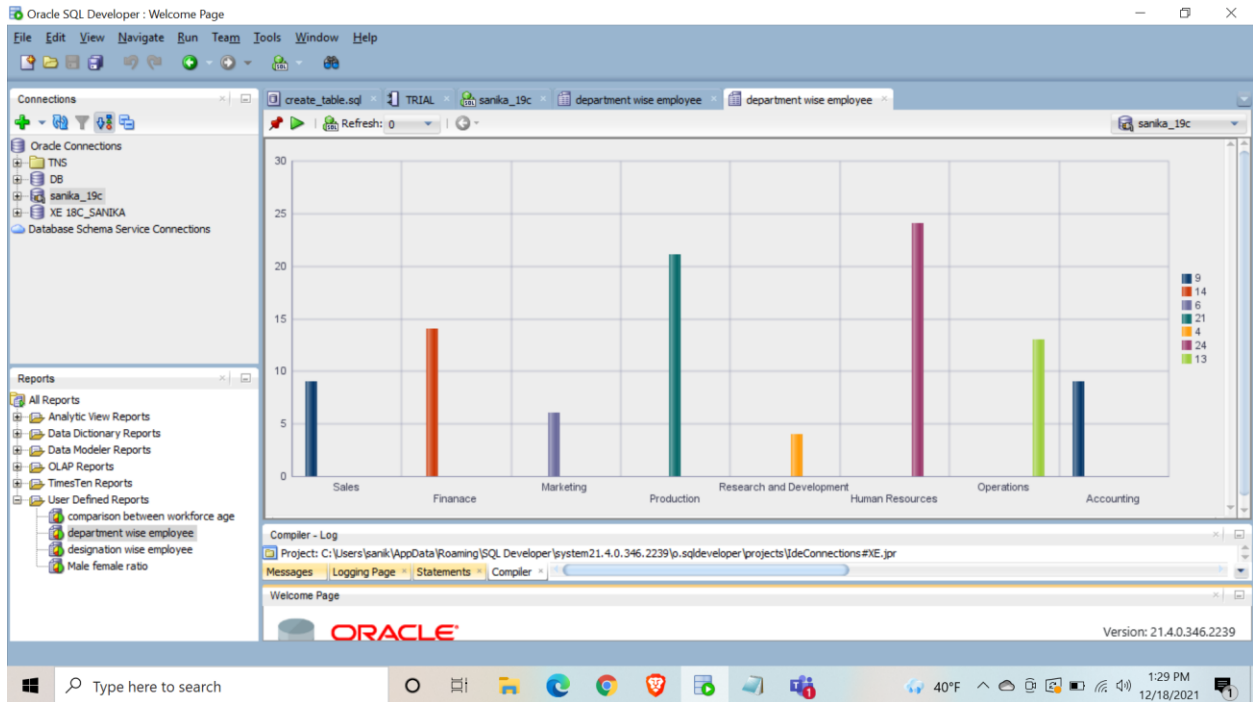 Oracle SQL Developer : Welcome Page
File Edit View Navigate Run Team Tools Window Help
Connections
Oracle Connections
TNS
DB
sanika_19c
XE 18C_SANIKA
Database Schema Service Connections
Reports
All Reports
Analytic View Reports
Data Dictionary Reports
Data Modeler Reports
OLAP Reports
TimesTen Reports
User Defined Reports
comparison between workforce age
department wise employee
designation wise employee
Male female ratio
create_table.sql TRIAL sanika_19c department wise employee department wise employee
Refresh: 0 sanika_19c
30
25
20
15
10
5
0
Sales Finanace Marketing Production Research and Development Human Resources Operations Accounting
9
14
6
21
4
24
13
Compiler - Log
Project: C:\Users\sanik\AppData\Roaming\SQL Developer\system21.4.0.346.2239\o.sqldeveloper\projects\IdeConnections#XE.jpr
Messages Logging Page Statements Compiler
Welcome Page
ORACLE
Version: 21.4.0.346.2239
Type here to search
40°F
1:29 PM
12/18/2021
1